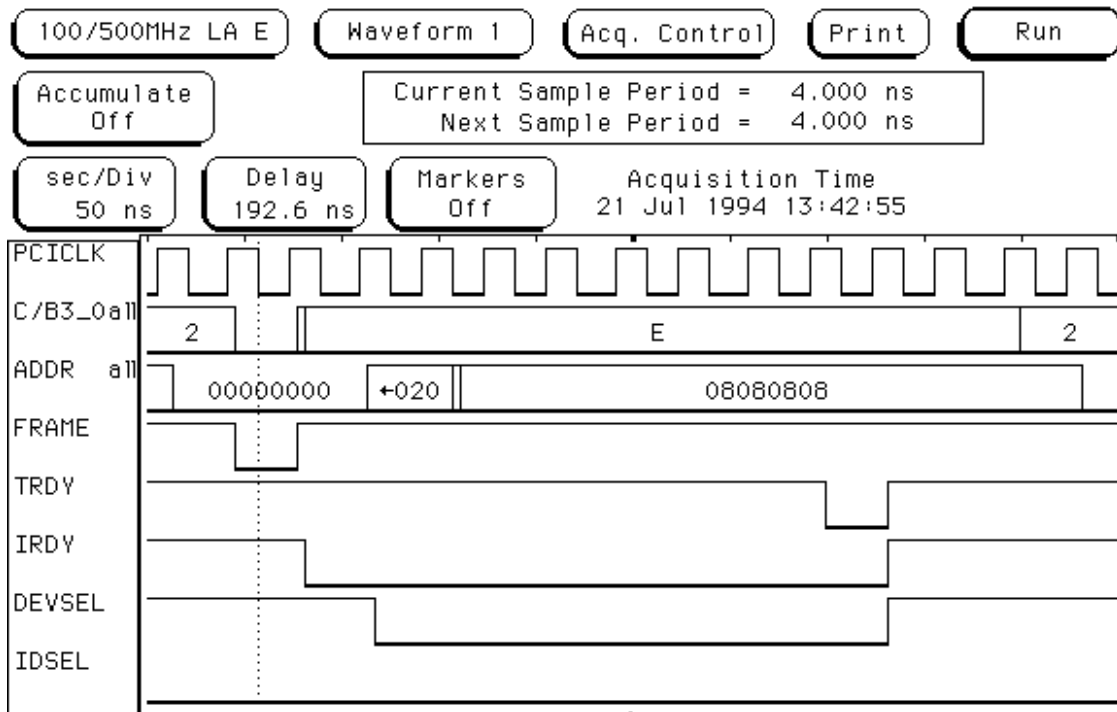 100/500MHz LA E Waveform 1 Acq. Control Print Run
Accumulate
Off
Current Sample Period = 4.000 ns
Next Sample Period = 4.000 ns
sec/Div
50 ns
Delay
192.6 ns
Markers
Off
Acquisition Time
21 Jul 1994 13:42:55
PCICLK
C/B3_0all 2 E 2
ADDR all 00000000 ←020 08080808
FRAME
TRDY
IRDY
DEVSEL
IDSEL